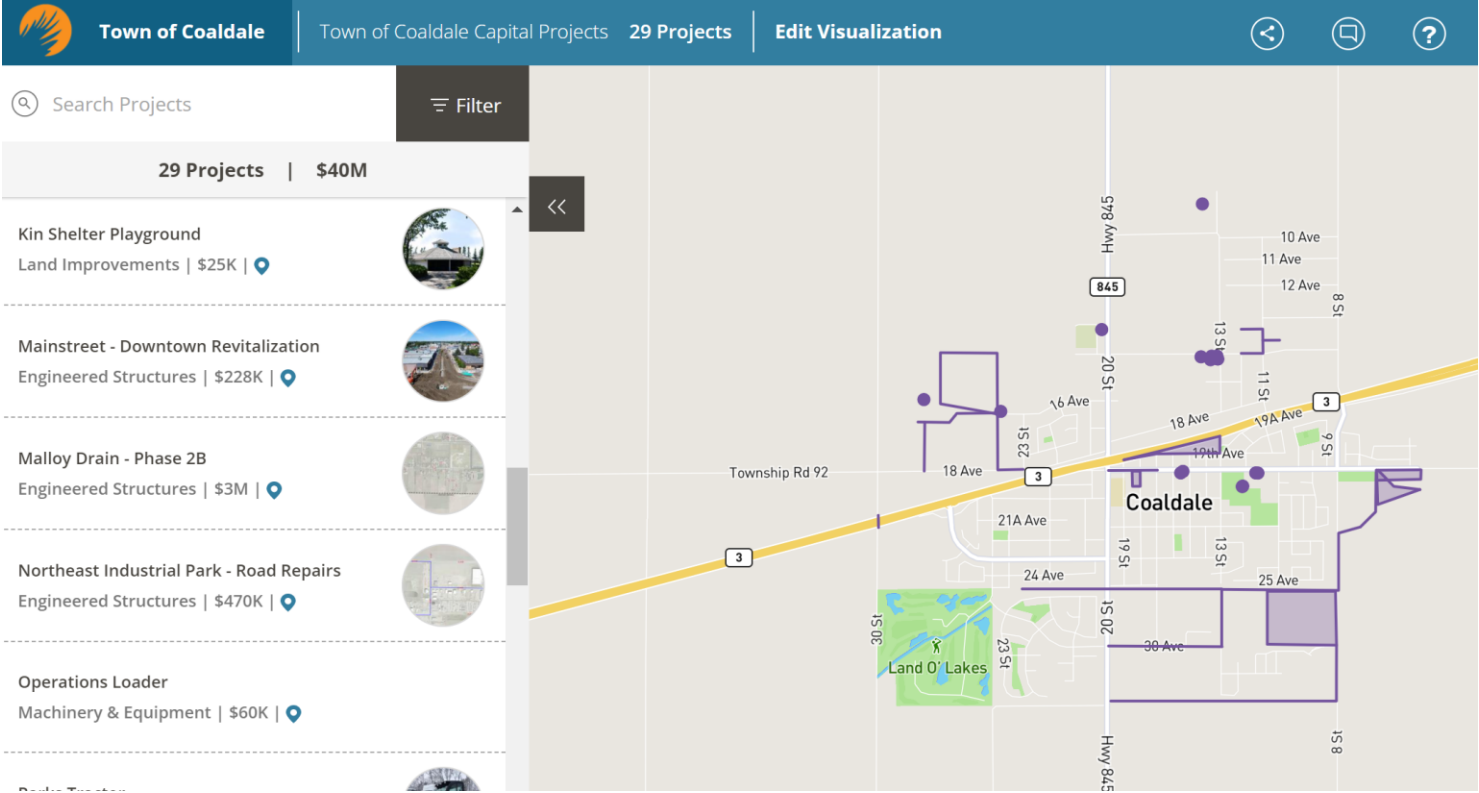 Town of Coaldale
Town of Coaldale Capital Projects 29 Projects
Edit Visualization
?
Search Projects
Filter
29 Projects | $40M
Kin Shelter Playground
Land Improvements | $25K |
Mainstreet - Downtown Revitalization
Engineered Structures | $228K |
Malloy Drain - Phase 2B
Engineered Structures | $3M |
Northeast Industrial Park - Road Repairs
Engineered Structures | $470K |
Operations Loader
Machinery & Equipment | $60K |
Parks Tractor
Hwy 845
10 Ave
11 Ave
12 Ave
845
8 St
13 St
20 St
11 St
16 Ave
3
18 Ave
19A Ave
9 St
23 St
19th Ave
Township Rd 92
18 Ave
3
Coaldale
21A Ave
19 St
13 St
3
24 Ave
25 Ave
20 St
30 St
23 St
30 Ave
Land O' Lakes
8 St
Hwy 845